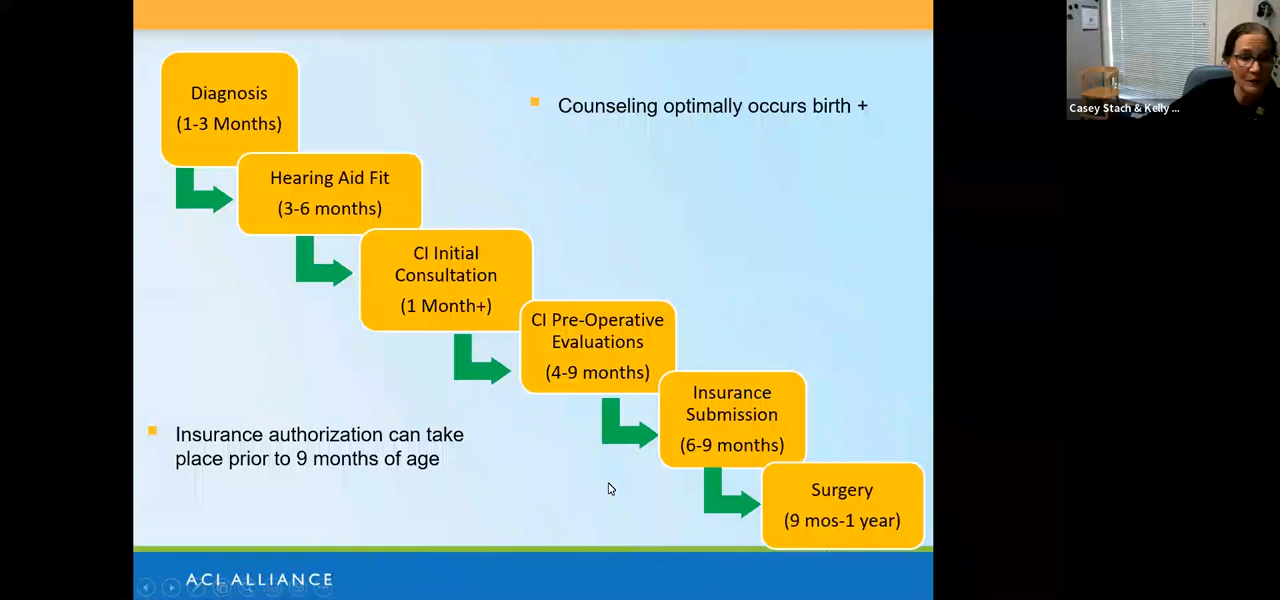 Diagnosis
(1-3 Months)
Counseling optimally occurs birth +
Hearing Aid Fit
(3-6 months)
CI Initial
Consultation
(1 Month+)
CI Pre-Operative
Evaluations
(4-9 months)
Insurance
Submission
(6-9 months)
Insurance authorization can take
place prior to 9 months of age
Surgery
(9 mos-1 year)
ACI ALLIANCE
Casey Stach & Kelly ...